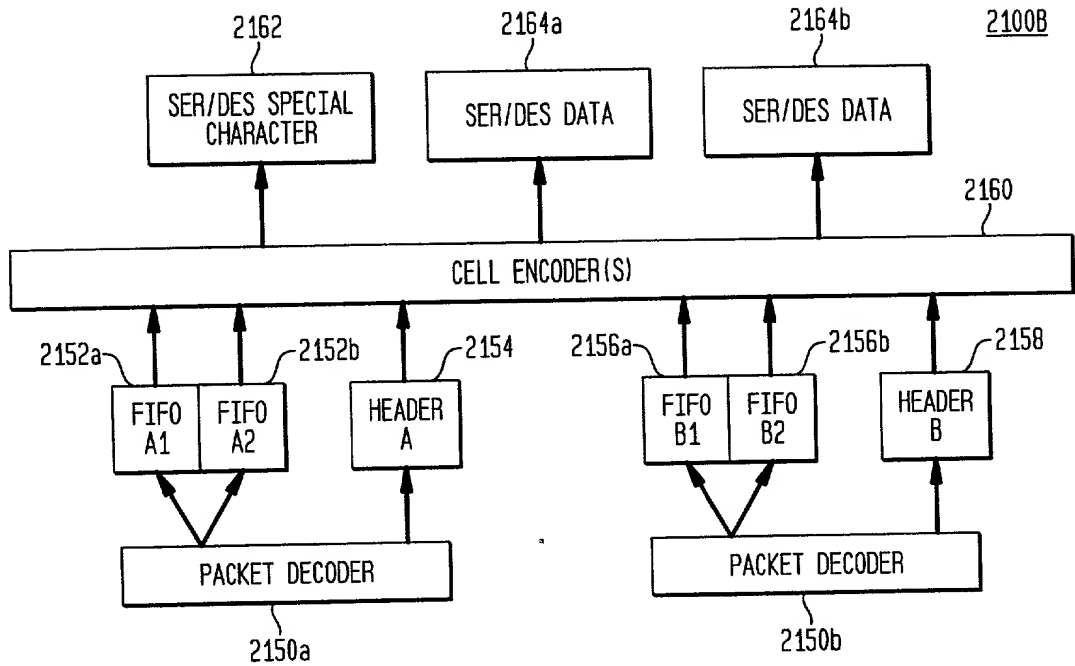 2162
2164a
2164b
2100B
SER/DES SPECIAL
CHARACTER
SER/DES DATA
SER/DES DATA
2160
CELL ENCODER(S)
2152a
2152b
2154
2156a
2156b
2158
FIFO
A1
FIFO
A2
HEADER
A
FIFO
B1
FIFO
B2
HEADER
B
PACKET DECODER
PACKET DECODER
2150a
2150b